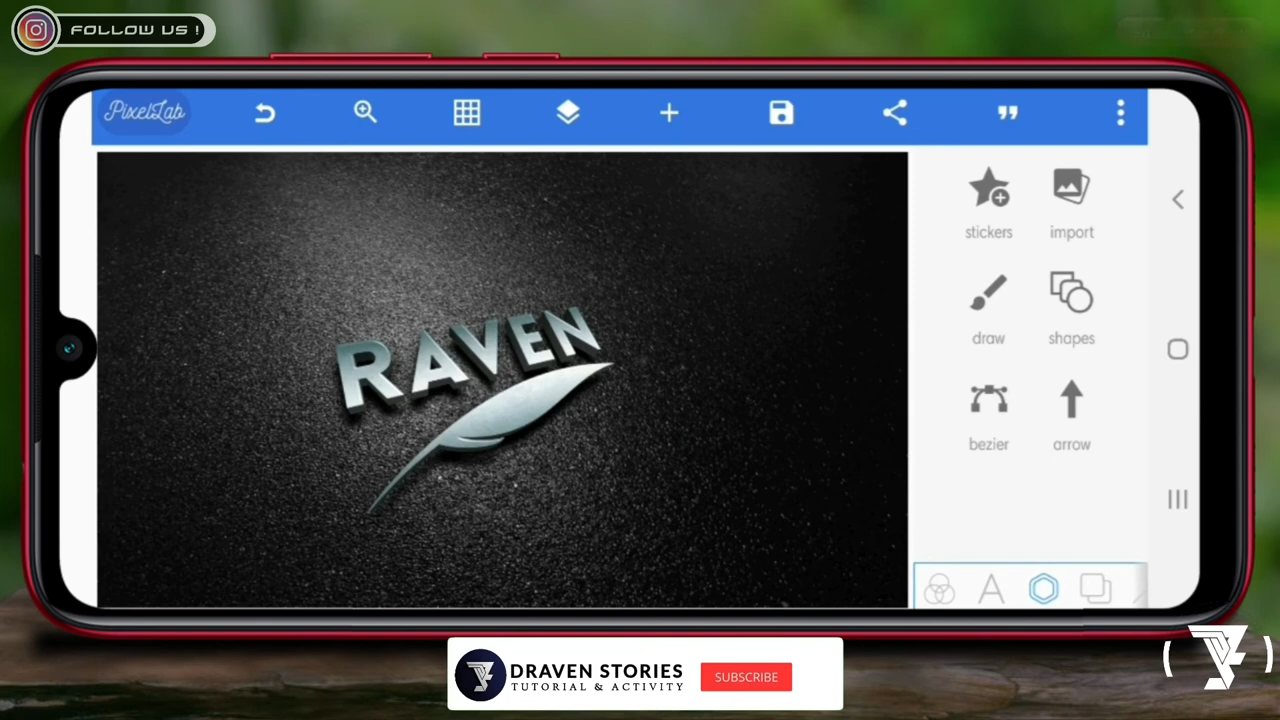 FOLLOW US !
PixelLab
stickers
import
draw
shapes
bezier
arrow
RAVEN
DRAVEN STORIES
TUTORIAL & ACTIVITY
SUBSCRIBE